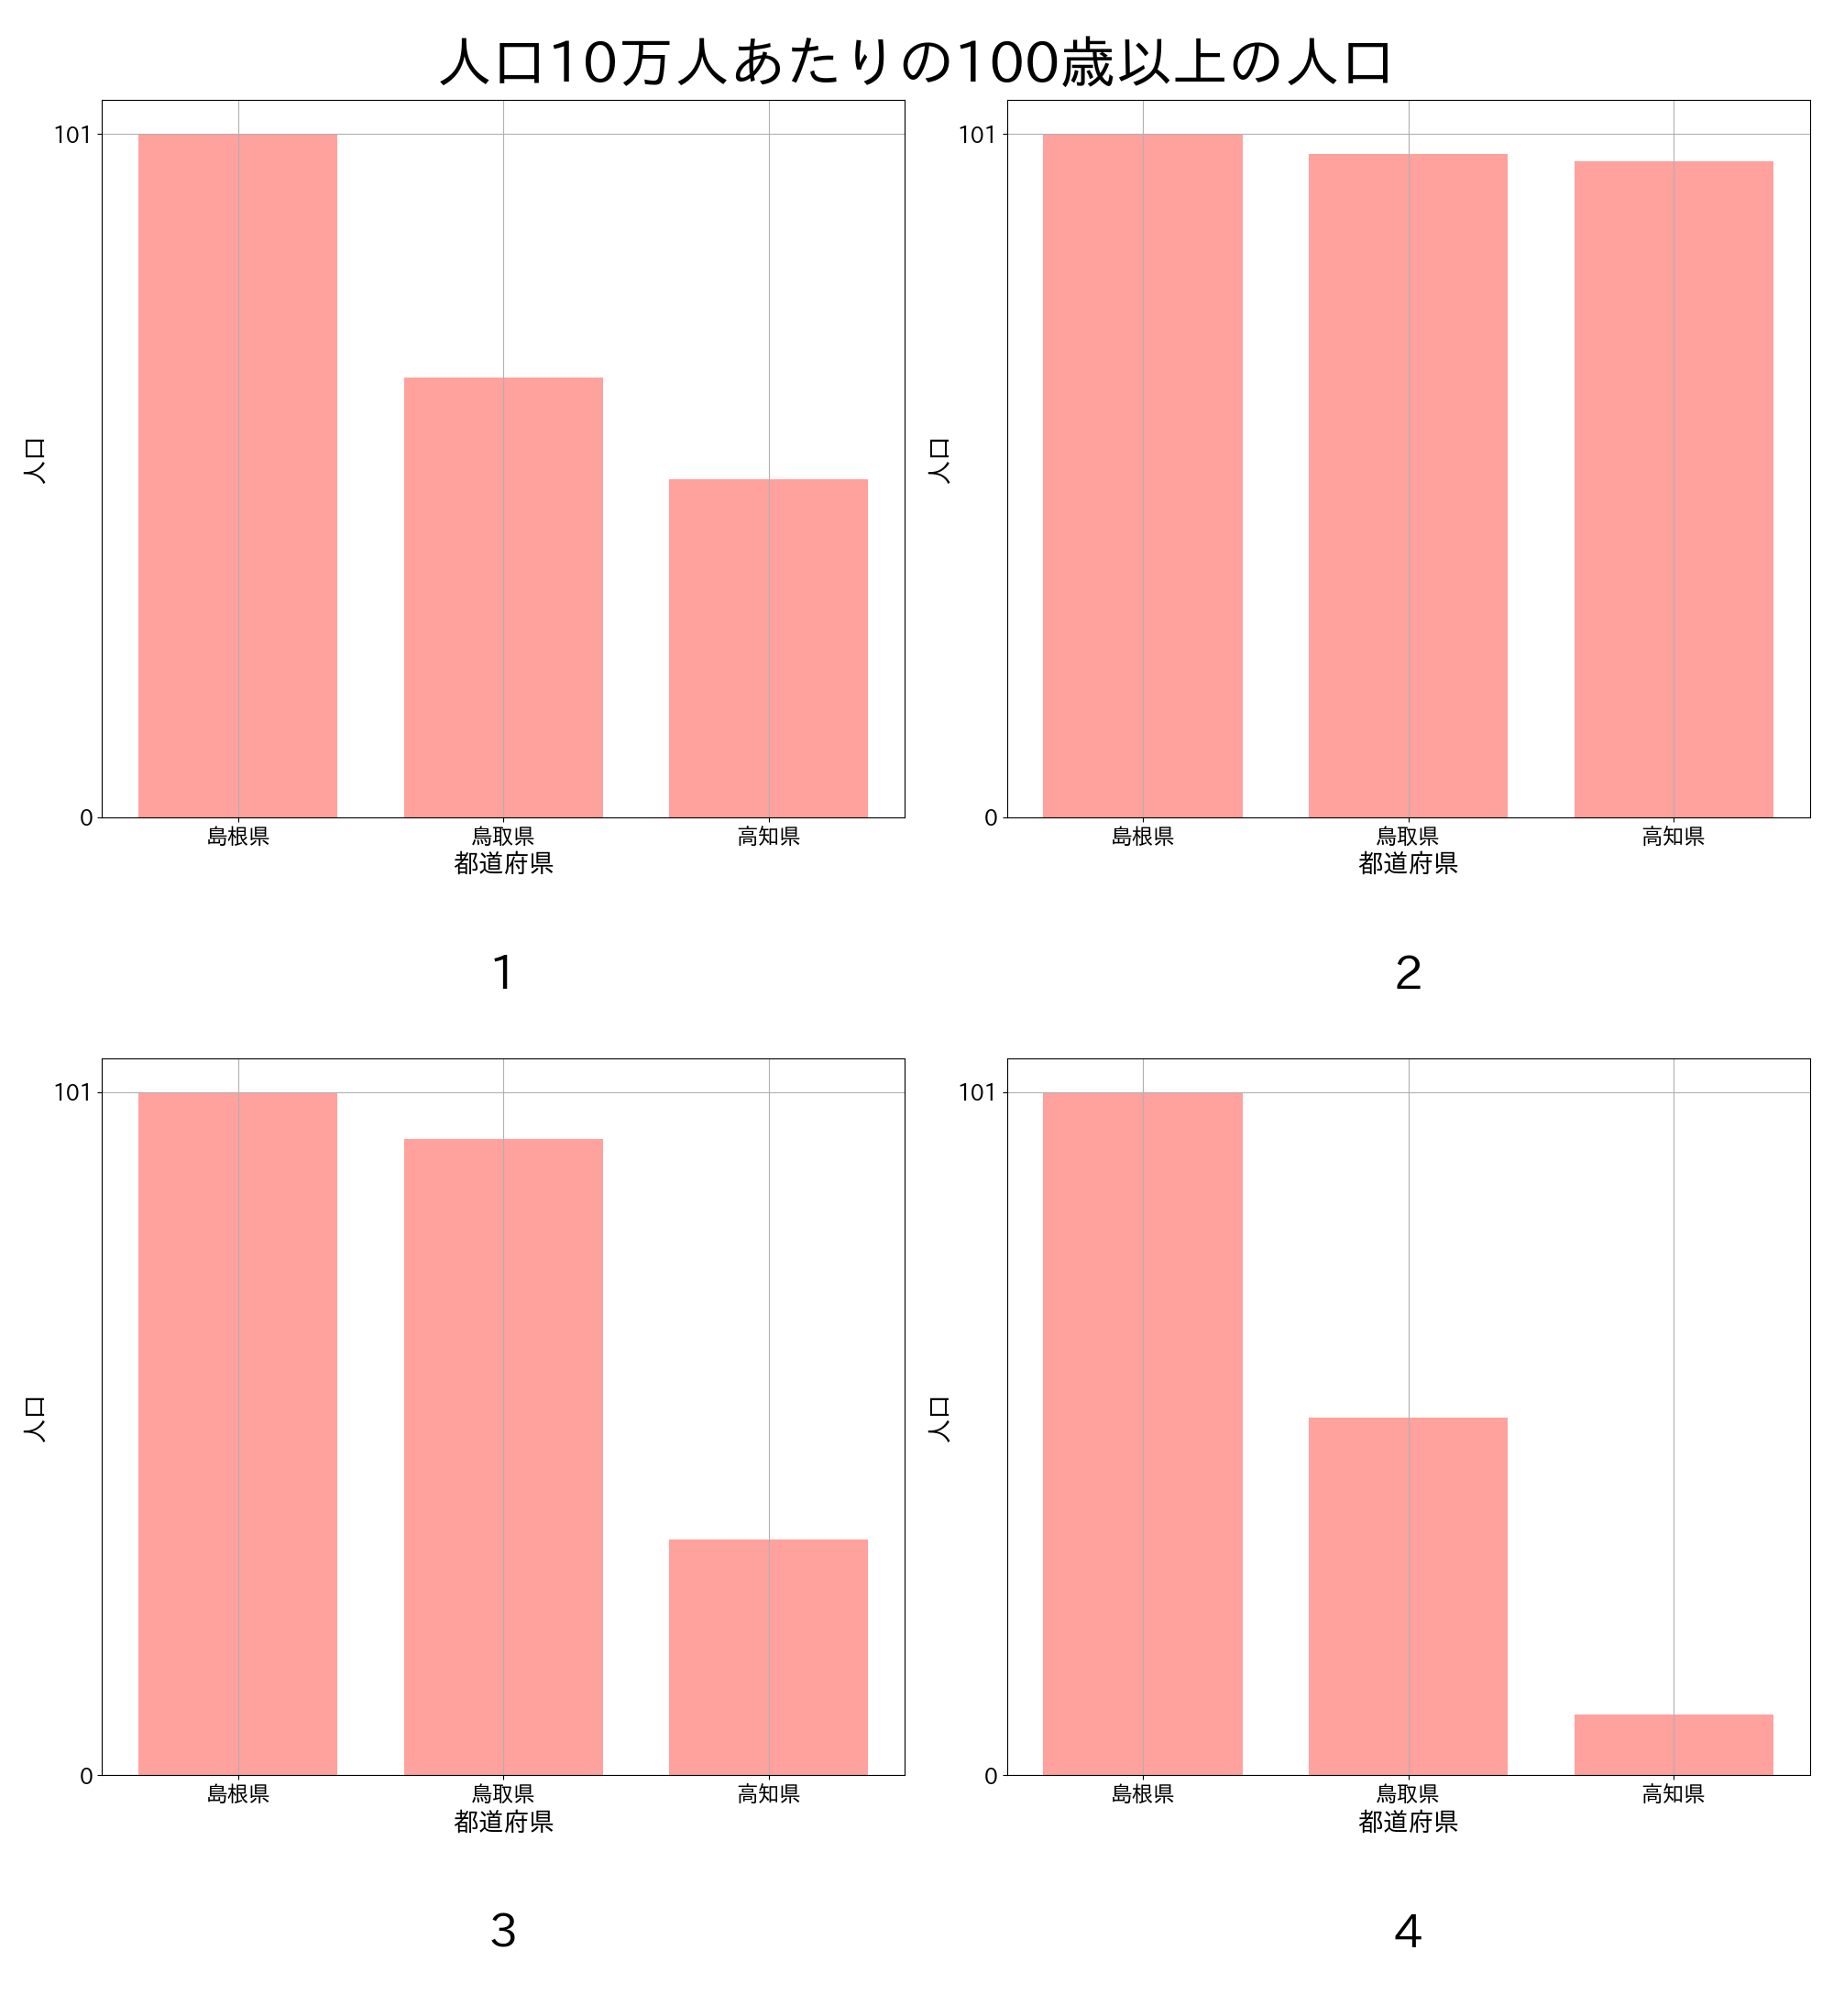 人口10万人あたりの100歳以上の人口
101
0
人口
島根県 鳥取県 高知県
都道府県
1
101
0
人口
島根県 鳥取県 高知県
都道府県
2
101
0
人口
島根県 鳥取県 高知県
都道府県
3
101
0
人口
島根県 鳥取県 高知県
都道府県
4